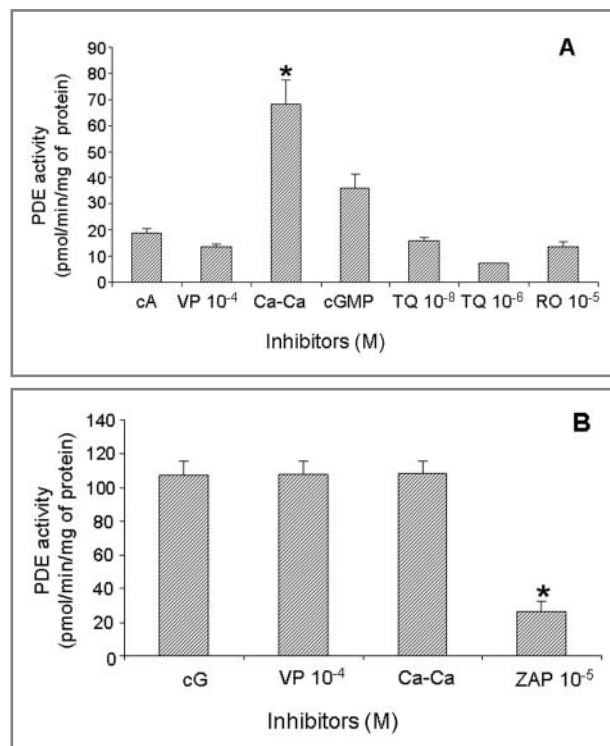 A
PDE activity
(pmol/min/mg of protein)
90
80
70
60
50
40
30
20
10
0
*
cA VP 10⁻⁴ Ca-Ca cGMP TQ 10⁻⁸ TQ 10⁻⁶ RO 10⁻⁵
Inhibitors (M)
B
PDE activity
(pmol/min/mg of protein)
140
120
100
80
60
40
20
0
*
cG VP 10⁻⁴ Ca-Ca ZAP 10⁻⁵
Inhibitors (M)